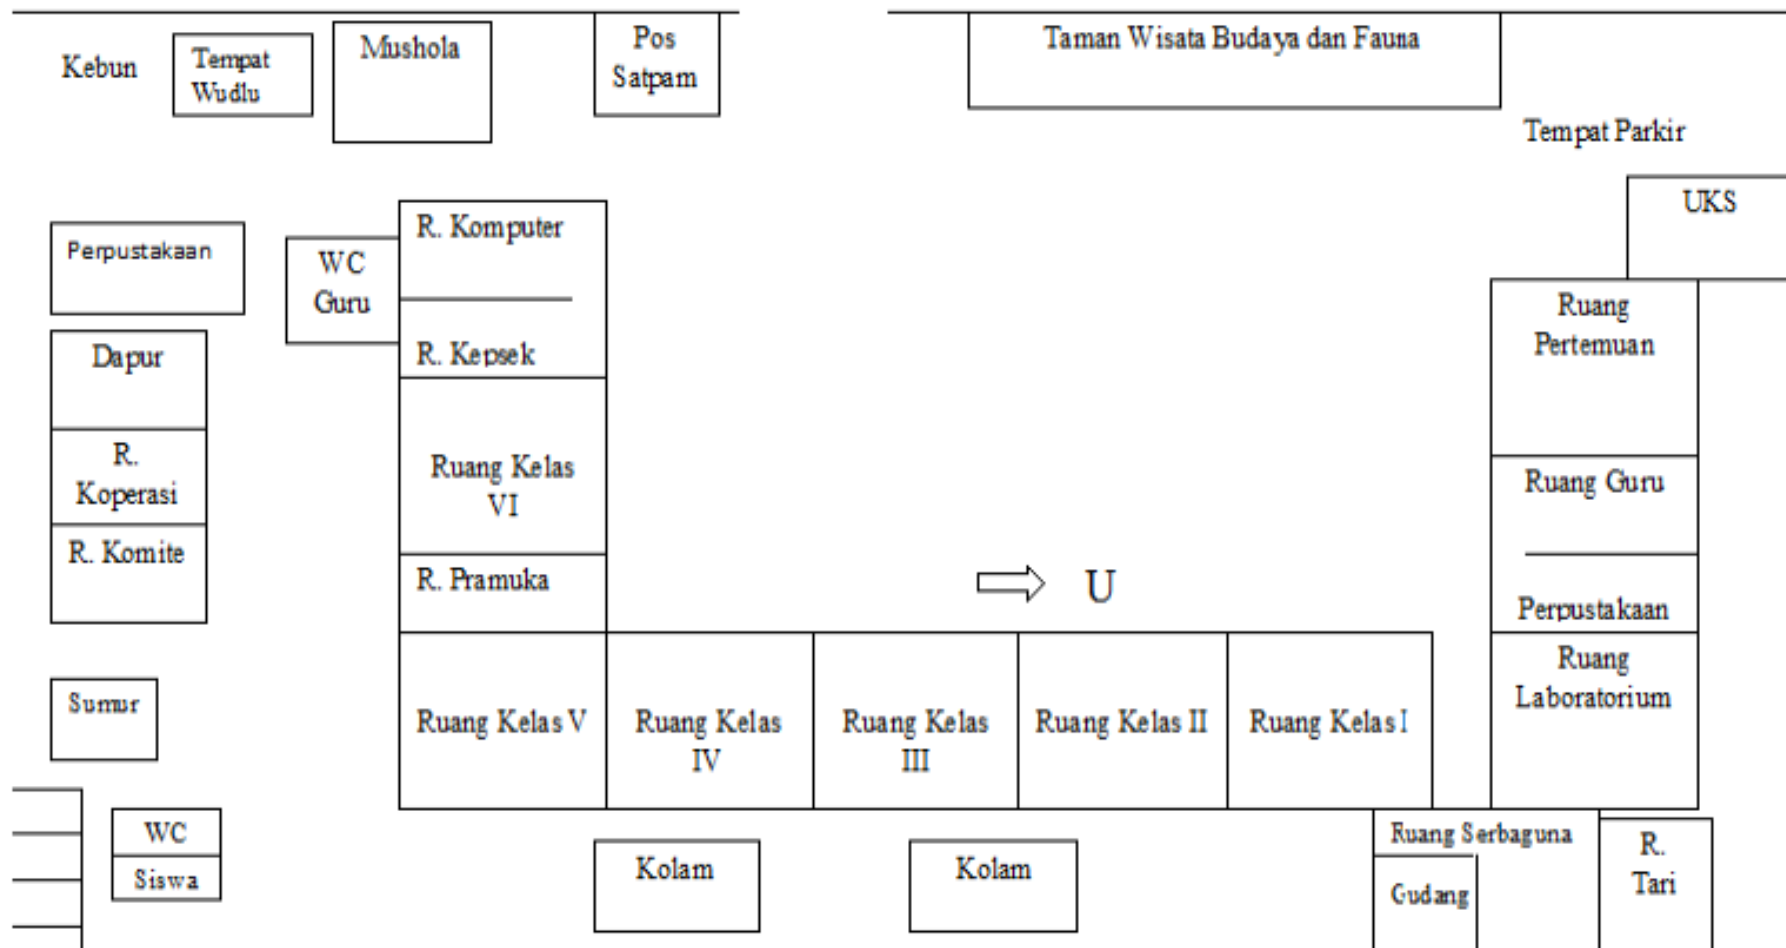 Kebun
Tempat
Wudlu
Mushola
Pos
Satpam
Taman Wisata Budaya dan Fauna
Tempat Parkir
UKS
Perpustakaan
WC
Guru
R. Komputer
R. Kepsek
Ruang
Pertemuan
Dapur
R.
Koperasi
R. Komite
Ruang Kelas
VI
R. Pramuka
U
Ruang Guru
Perpustakaan
Ruang
Laboratorium
Sumur
Ruang Kelas V
Ruang Kelas
IV
Ruang Kelas
III
Ruang Kelas II
Ruang Kelas I
WC
Siswa
Kolam
Kolam
Ruang Serbaguna
Gudang
R.
Tari